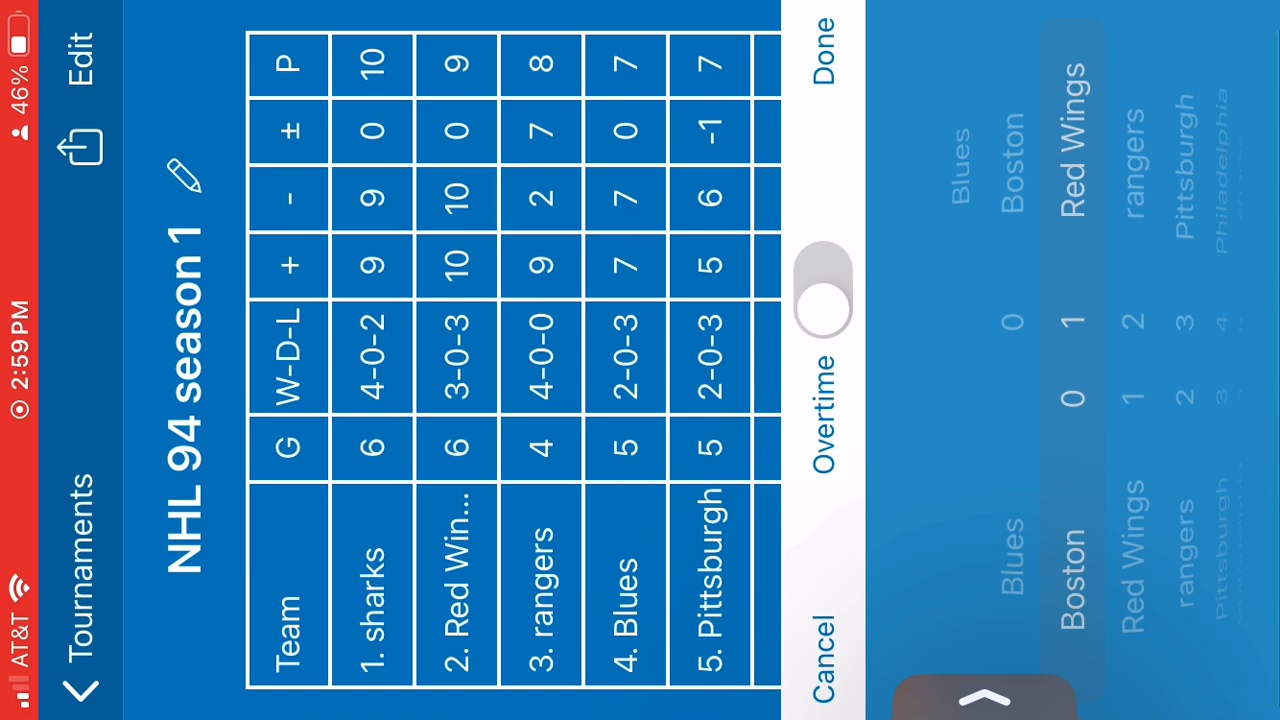 AT&T 2:59 PM 46%
Tournaments Edit
NHL 94 season 1
Team G W-D-L + - ± P
1. sharks 6 4-0-2 9 9 0 10
2. Red Win... 6 3-0-3 10 10 0 9
3. rangers 4 4-0-0 9 2 7 8
4. Blues 5 2-0-3 7 7 0 7
5. Pittsburgh 5 2-0-3 5 6 -1 7
Cancel Overtime Done
Blues
Blues 0 Boston
Boston 0 1 Red Wings
Red Wings 1 2 rangers
rangers 2 3 Pittsburgh
Pittsburgh 3 4 Philadelphia